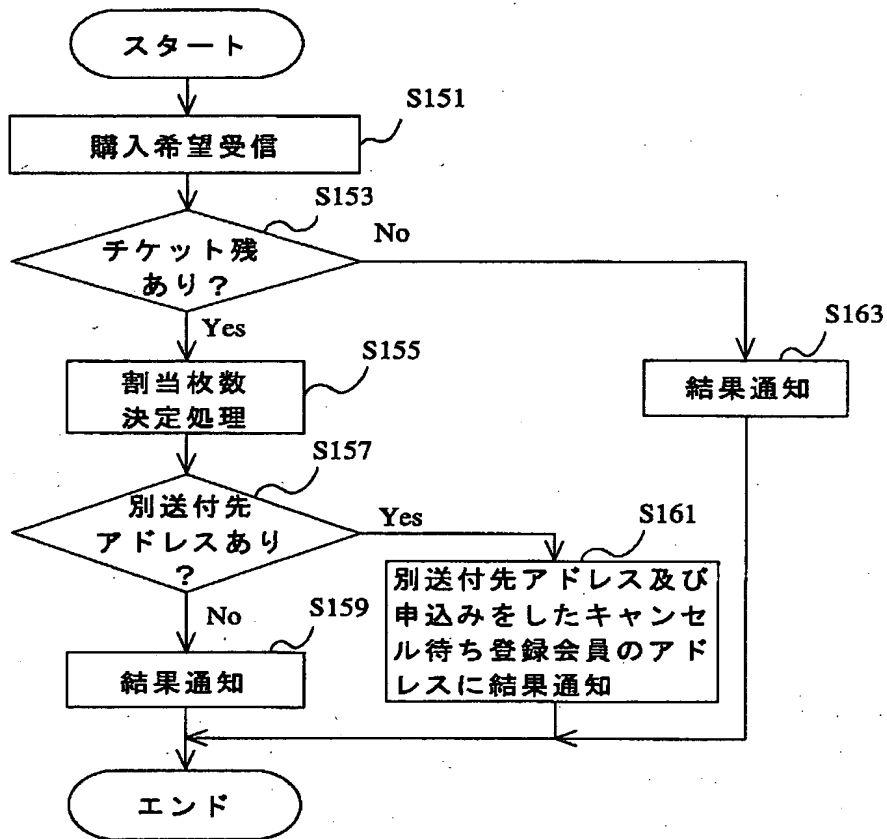 スタート
S151
購入希望受信
S153
チケット残
あり？
No
Yes
S163
結果通知
S155
割当枚数
決定処理
S157
別送付先
アドレスあり
？
Yes
S161
別送付先アドレス及び
申込みをしたキャンセ
ル待ち登録会員のアド
レスに結果通知
No
S159
結果通知
エンド